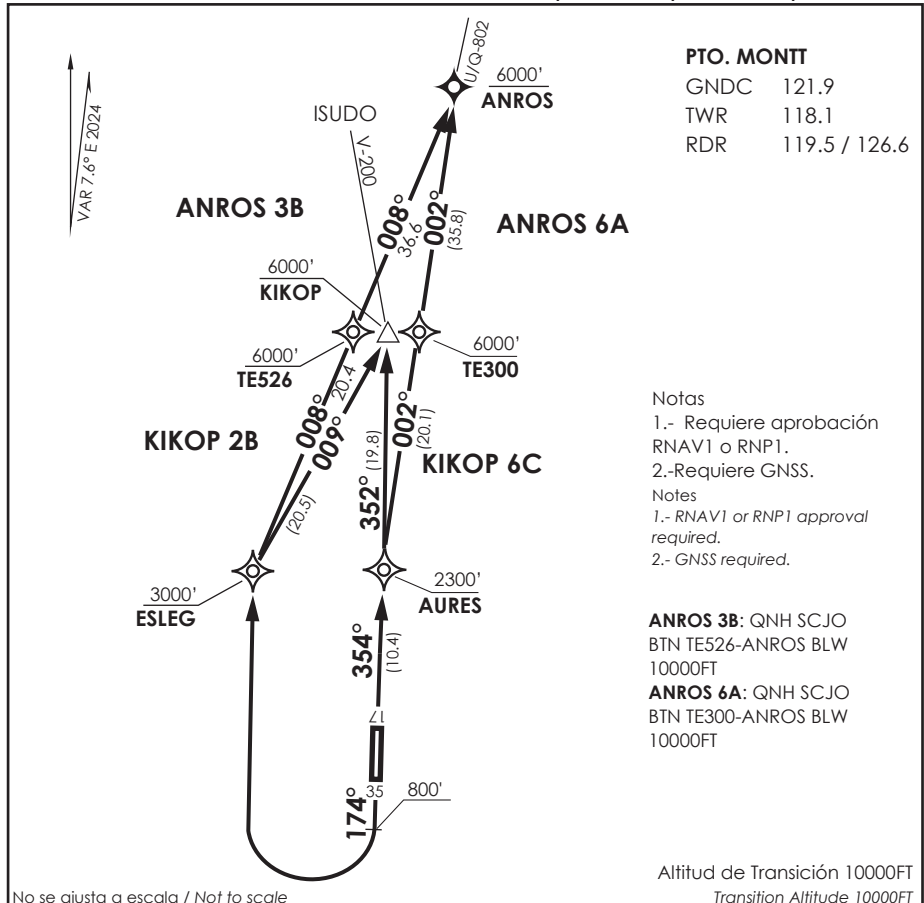 U/Q-802
6000'
ANROS
PTO. MONTT
GNDC 121.9
TWR 118.1
RDR 119.5 / 126.6
VAR 7.6° E 2024
ISUDO
V-200
ANROS 3B
008°
36.6
002°
(35.8)
ANROS 6A
6000'
KIKOP
6000'
TE526
6000'
TE300
KIKOP 2B
008°
009°
20.4
(20.5)
352°
(19.8)
002°
(20.1)
KIKOP 6C
Notas
1.- Requiere aprobación
RNAV1 o RNP1.
2.-Requiere GNSS.
Notes
1.- RNAV1 or RNP1 approval
required.
2.- GNSS required.
3000'
ESLEG
2300'
AURES
354°
(10.4)
ANROS 3B: QNH SCJO
BTN TE526-ANROS BLW
10000FT
ANROS 6A: QNH SCJO
BTN TE300-ANROS BLW
10000FT
17
35
174°
800'
Altitud de Transición 10000FT
Transition Altitude 10000FT
No se ajusta a escala / Not to scale